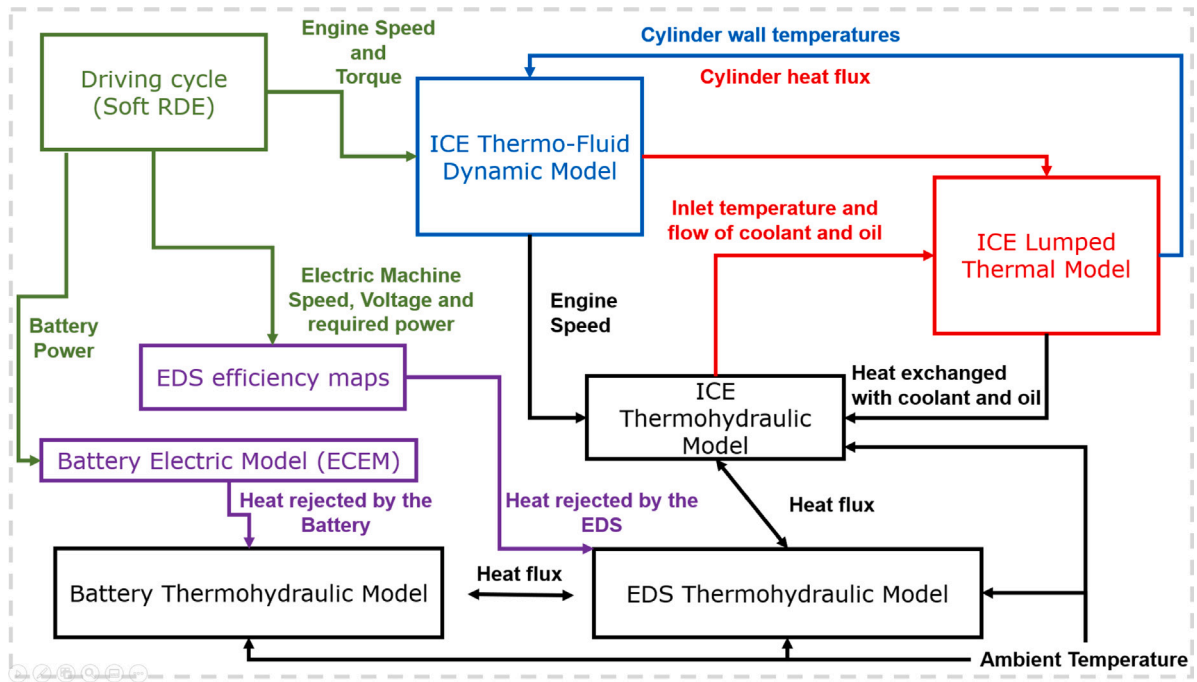 Engine Speed
and
Torque
Cylinder wall temperatures
Driving cycle
(Soft RDE)
Cylinder heat flux
ICE Thermo-Fluid
Dynamic Model
Inlet temperature and
flow of coolant and oil
ICE Lumped
Thermal Model
Electric Machine
Speed, Voltage and
required power
Engine
Speed
Battery
Power
EDS efficiency maps
ICE
Thermohydraulic
Model
Heat exchanged
with coolant and oil
Battery Electric Model (ECEM)
Heat rejected by the
Battery
Heat rejected by the
EDS
Heat flux
Battery Thermohydraulic Model
Heat flux
EDS Thermohydraulic Model
Ambient Temperature